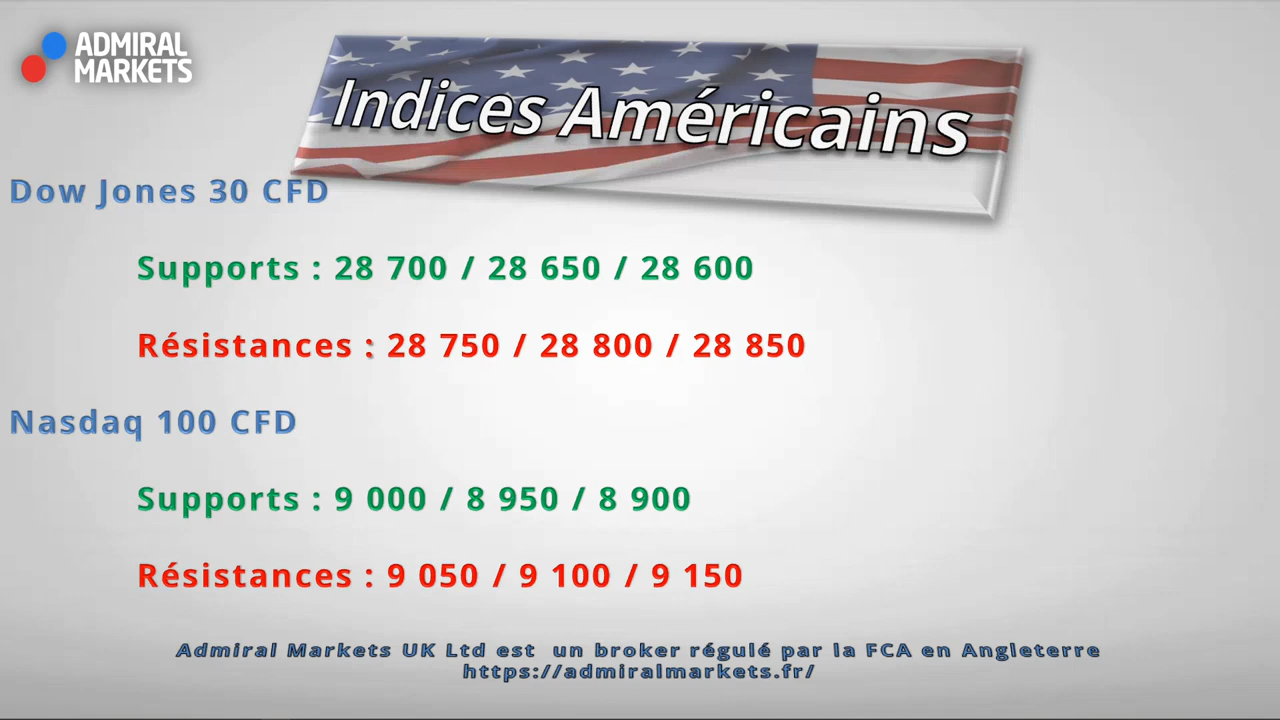 ADMIRAL
MARKETS
Indices Américains
Dow Jones 30 CFD
Supports : 28 700 / 28 650 / 28 600
Résistances : 28 750 / 28 800 / 28 850
Nasdaq 100 CFD
Supports : 9 000 / 8 950 / 8 900
Résistances : 9 050 / 9 100 / 9 150
Admiral Markets UK Ltd est un broker régulé par la FCA en Angleterre
https://admiralmarkets.fr/